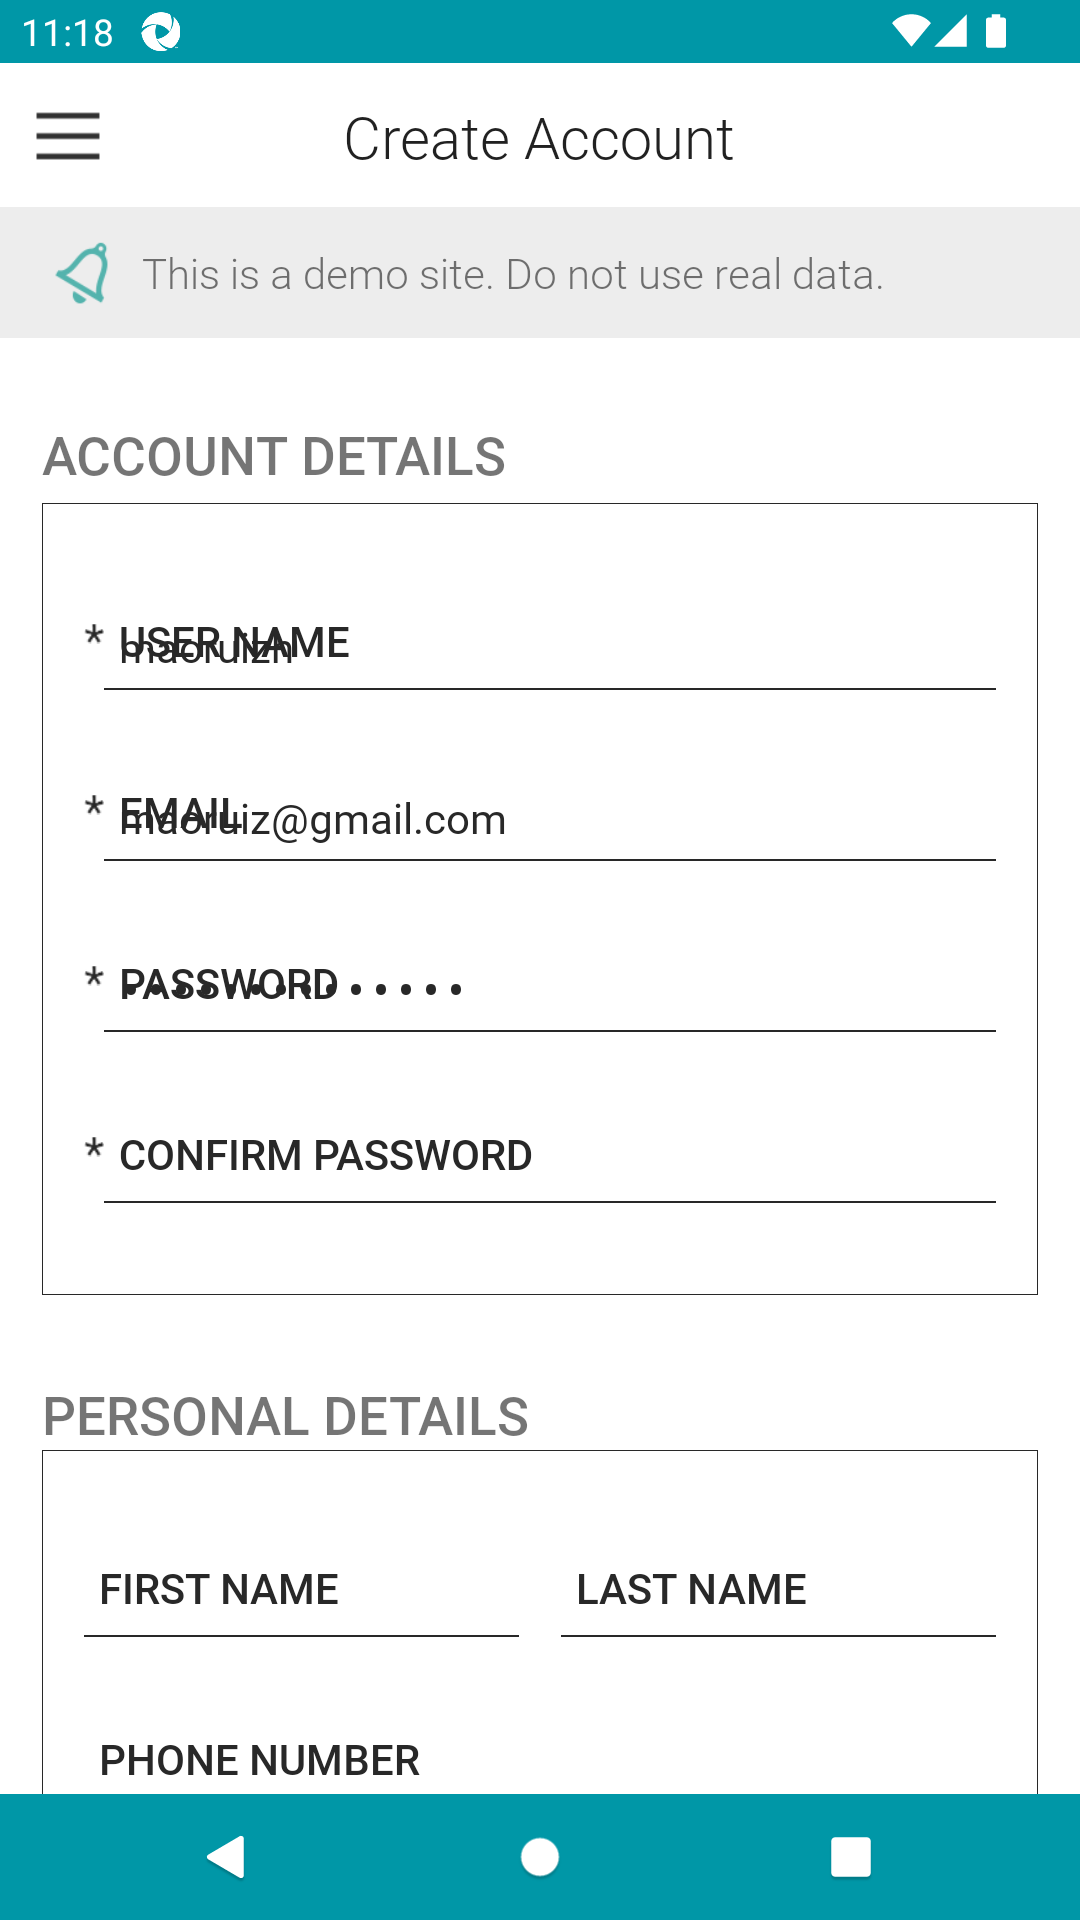 11:18
Create Account
This is a demo site. Do not use real data.
ACCOUNT DETAILS
* USER NAME
maoruizh
* EMAIL
maoruiz@gmail.com
* PASSWORD
* CONFIRM PASSWORD
PERSONAL DETAILS
FIRST NAME LAST NAME
PHONE NUMBER